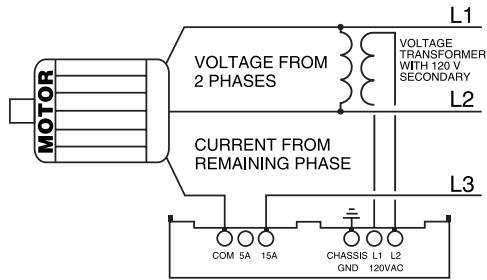 L1
VOLTAGE FROM
2 PHASES
VOLTAGE
TRANSFORMER
WITH 120 V
SECONDARY
MOTOR
L2
CURRENT FROM
REMAINING PHASE
L3
COM 5A 15A CHASSIS L1 L2
GND 120VAC